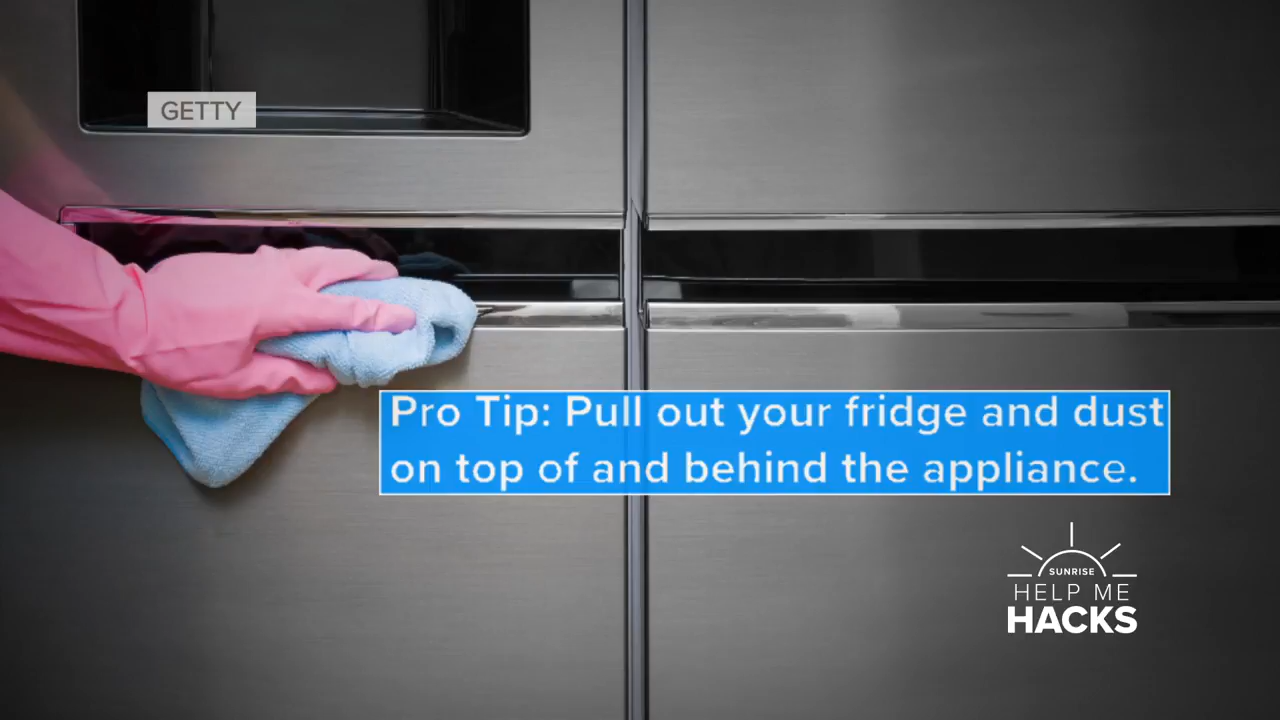 GETTY
Pro Tip: Pull out your fridge and dust
on top of and behind the appliance.
SUNRISE
HELP ME
HACKS